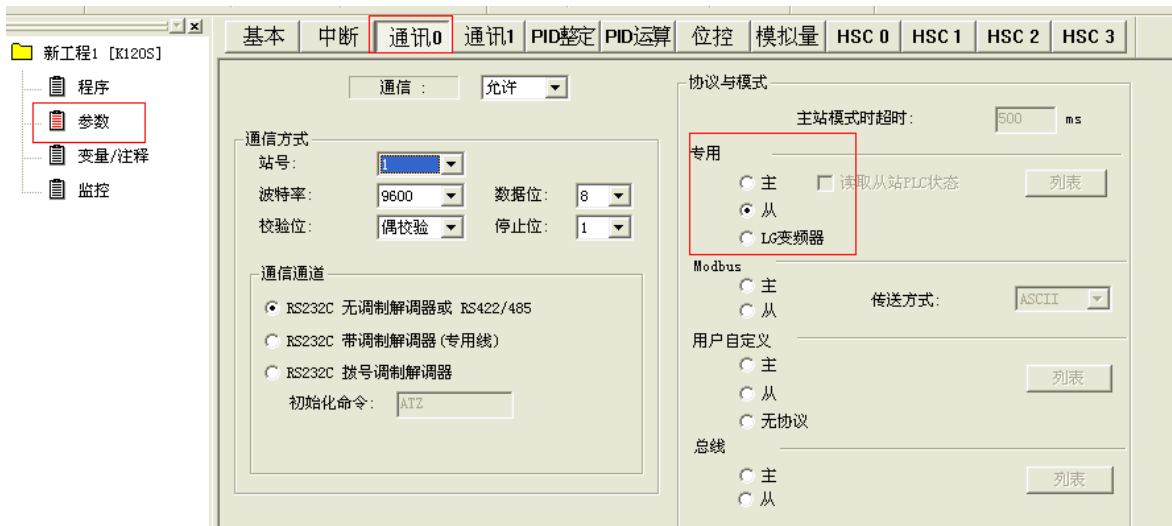 新工程1 [K120S]
程序
参数
变量/注释
监控
基本 中断 通讯0 通讯1 PID整定 PID运算 位控 模拟量 HSC 0 HSC 1 HSC 2 HSC 3
通信 : 允许
通信方式
站号: 1
波特率: 9600 数据位: 8
校验位: 偶校验 停止位: 1
通信通道
RS232C 无调制解调器或 RS422/485
RS232C 带调制解调器(专用线)
RS232C 拨号调制解调器
初始化命令: ATZ
协议与模式
主站模式时超时: 500 ms
专用
主 读取从站PLC状态 列表
从
LG变频器
Modbus
主
传送方式: ASCII
从
用户自定义
主
列表
从
无协议
总线
主 列表
从